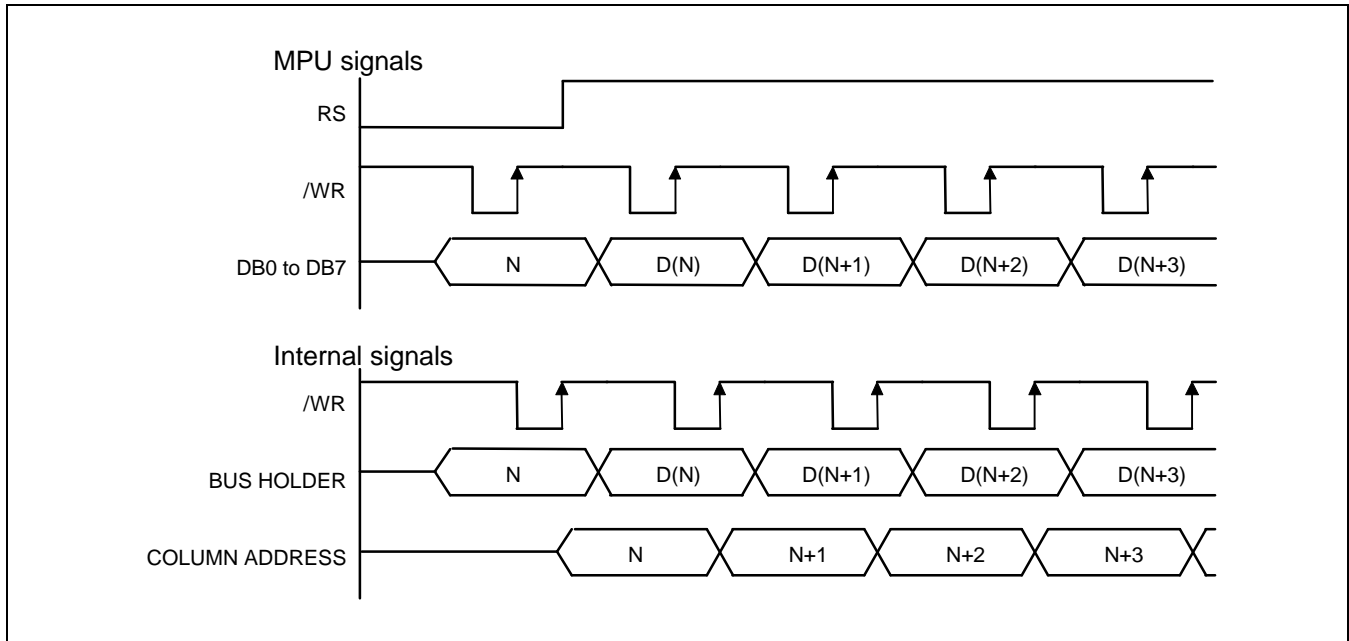 MPU signals
RS
/WR
DB0 to DB7 N D(N) D(N+1) D(N+2) D(N+3)
Internal signals
/WR
BUS HOLDER N D(N) D(N+1) D(N+2) D(N+3)
COLUMN ADDRESS N N+1 N+2 N+3